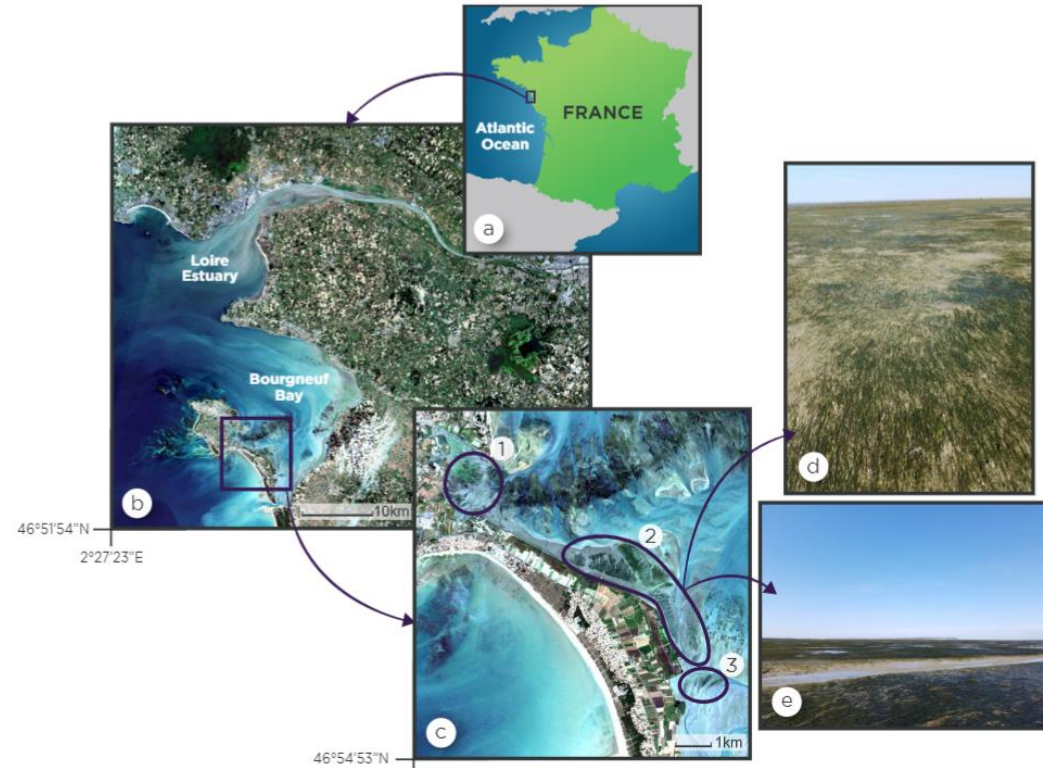 FRANCE
Atlantic
Ocean
a
Loire
Estuary
Bourgneuf
Bay
b
10km
46°51'54"N
2°27'23"E
1
2
3
c
1km
46°54'53"N
d
e